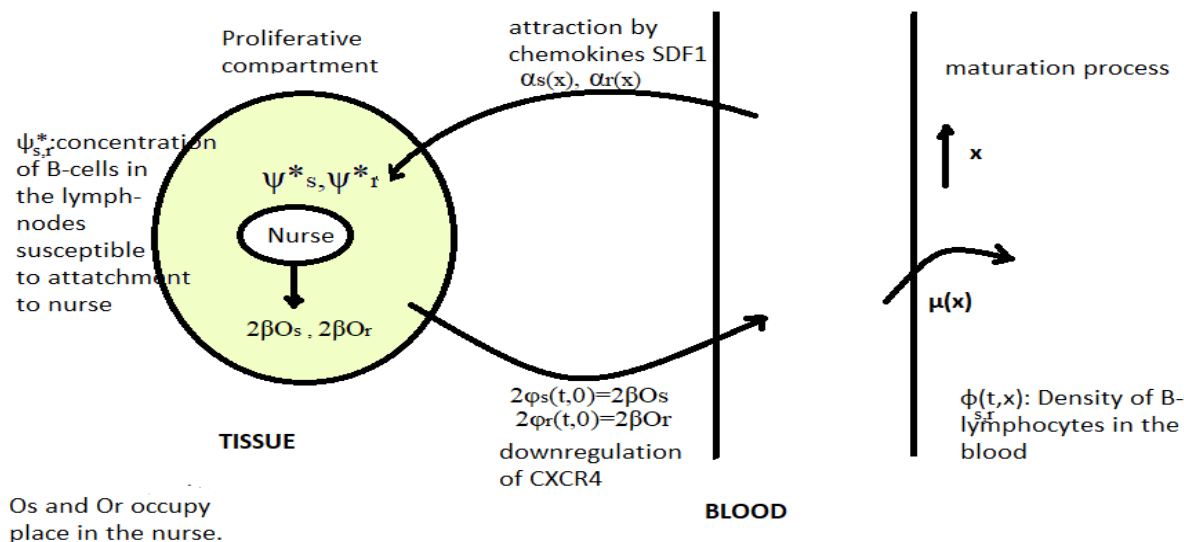 Proliferative
compartment
attraction by
chemokines SDF1
αs(x), αr(x)
maturation process
x
ψ*s,r:concentration
of B-cells in
the lymph-
nodes
susceptible
to attatchment
to nurse
ψ*s,ψ*r
Nurse
2βOs , 2βOr
μ(x)
2φs(t,0)=2βOs
2φr(t,0)=2βOr
downregulation
of CXCR4
ϕs,r(t,x): Density of B-
lymphocytes in the
blood
TISSUE
BLOOD
Os and Or occupy
place in the nurse.